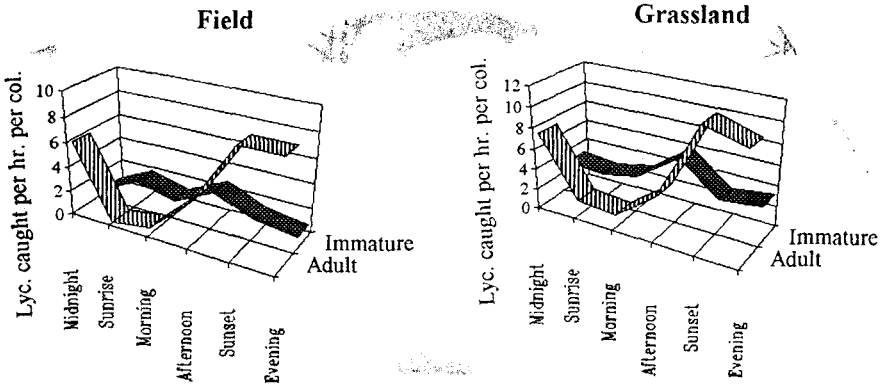 Field
Lyc. caught per hr. per col.
10
8
6
4
2
0
Midnight
Sunrise
Morning
Afternoon
Sunset
Evening
Immature
Adult
Grassland
Lyc. caught per hr. per col.
12
10
8
6
4
2
0
Midnight
Sunrise
Morning
Afternoon
Sunset
Evening
Immature
Adult